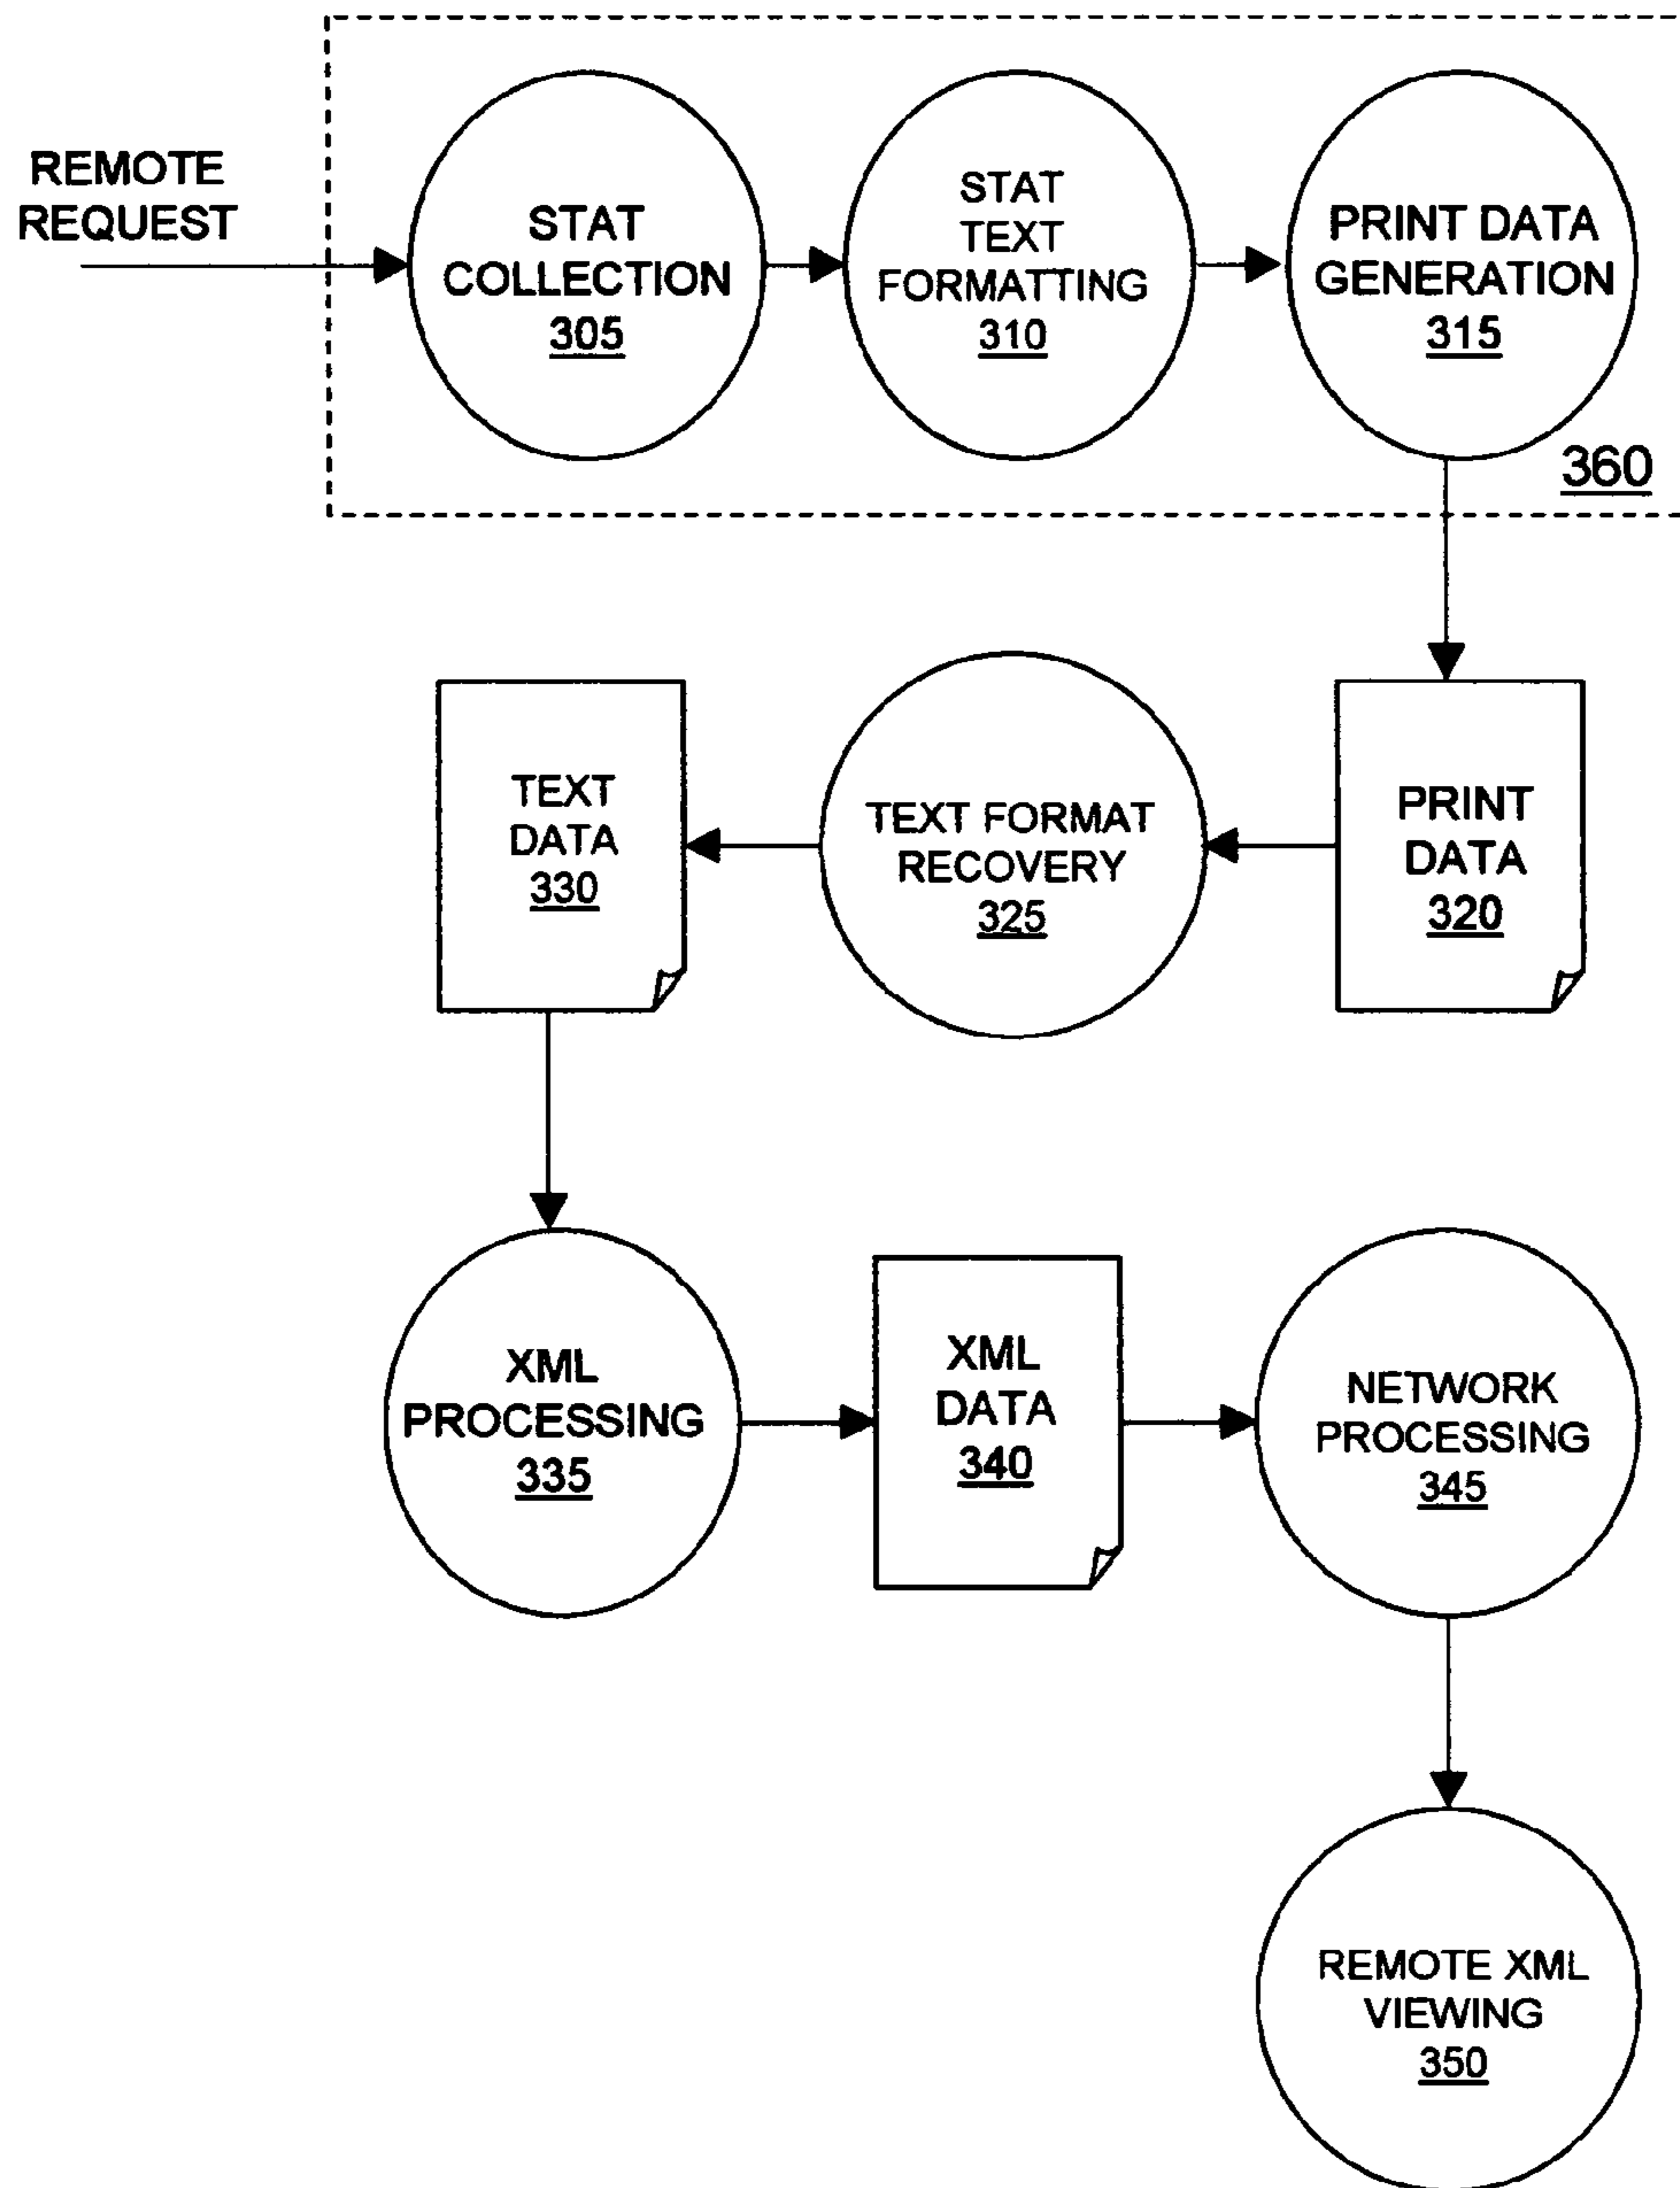 REMOTE
REQUEST
STAT
COLLECTION
305
STAT
TEXT
FORMATTING
310
PRINT DATA
GENERATION
315
360
TEXT
DATA
330
TEXT FORMAT
RECOVERY
325
PRINT
DATA
320
XML
PROCESSING
335
XML
DATA
340
NETWORK
PROCESSING
345
REMOTE XML
VIEWING
350